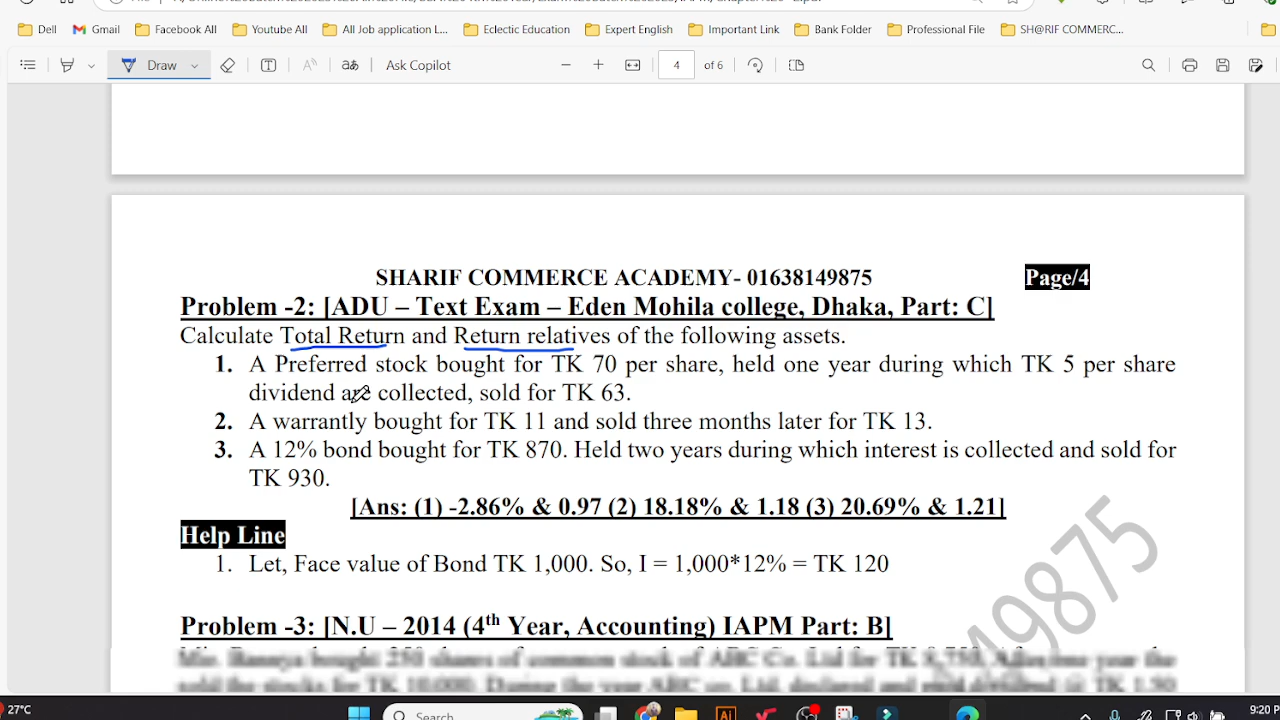 Dell Gmail Facebook All Youtube All All Job application L... Eclectic Education Expert English Important Link Bank Folder Professional File SH@RIF COMMERC...
Draw Ask Copilot 4 of 6
SHARIF COMMERCE ACADEMY- 01638149875 Page/4
Problem -2: [ADU – Text Exam – Eden Mohila college, Dhaka, Part: C]
Calculate Total Return and Return relatives of the following assets.
1. A Preferred stock bought for TK 70 per share, held one year during which TK 5 per share
dividend are collected, sold for TK 63.
2. A warrantly bought for TK 11 and sold three months later for TK 13.
3. A 12% bond bought for TK 870. Held two years during which interest is collected and sold for
TK 930.
[Ans: (1) -2.86% & 0.97 (2) 18.18% & 1.18 (3) 20.69% & 1.21]
Help Line
1. Let, Face value of Bond TK 1,000. So, I = 1,000*12% = TK 120
49875
Problem -3: [N.U – 2014 (4th Year, Accounting) IAPM Part: B]
27°C Search 9:20 P